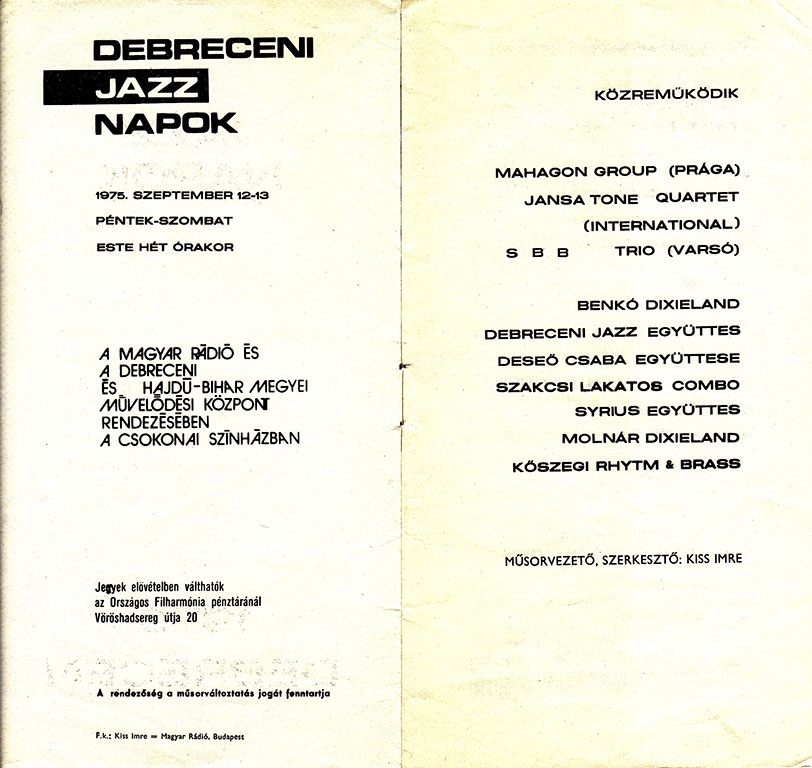 DEBRECENI
JAZZ
NAPOK
1975. SZEPTEMBER 12-13
PÉNTEK-SZOMBAT
ESTE HÉT ÓRAKOR
A MAGYAR RÁDIÓ ÉS
A DEBRECENI
ÉS HAJDÚ-BIHAR MEGYEI
MŰVELŐDÉSI KÖZPONT
RENDEZÉSÉBEN
A CSOKONAI SZÍNHÁZBAN
Jegyek elővételben válthatók
az Országos Filharmónia pénztáránál
Vöröshadsereg útja 20
A rendezőség a műsorváltoztatás jogát fenntartja
F.k.: Kiss Imre — Magyar Rádió, Budapest
KÖZREMŰKÖDIK
MAHAGON GROUP (PRÁGA)
JANSA TONE QUARTET
(INTERNATIONAL)
S B B TRIO (VARSÓ)
BENKÓ DIXIELAND
DEBRECENI JAZZ EGYÜTTES
DESEŐ CSABA EGYÜTTESE
SZAKCSI LAKATOS COMBO
SYRIUS EGYÜTTES
MOLNÁR DIXIELAND
KŐSZEGI RHYTM & BRASS
MŰSORVEZETŐ, SZERKESZTŐ: KISS IMRE